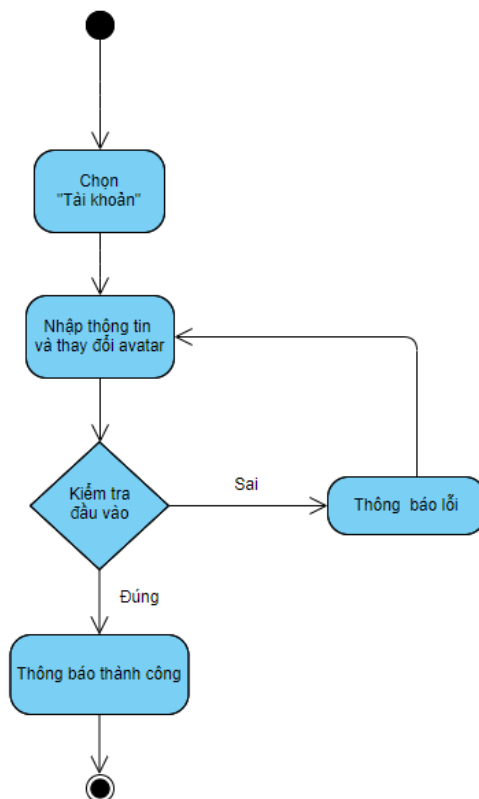 Chọn
"Tài khoản"
Nhập thông tin
và thay đổi avatar
Kiểm tra
đầu vào
Sai
Thông  báo lỗi
Đúng
Thông báo thành công